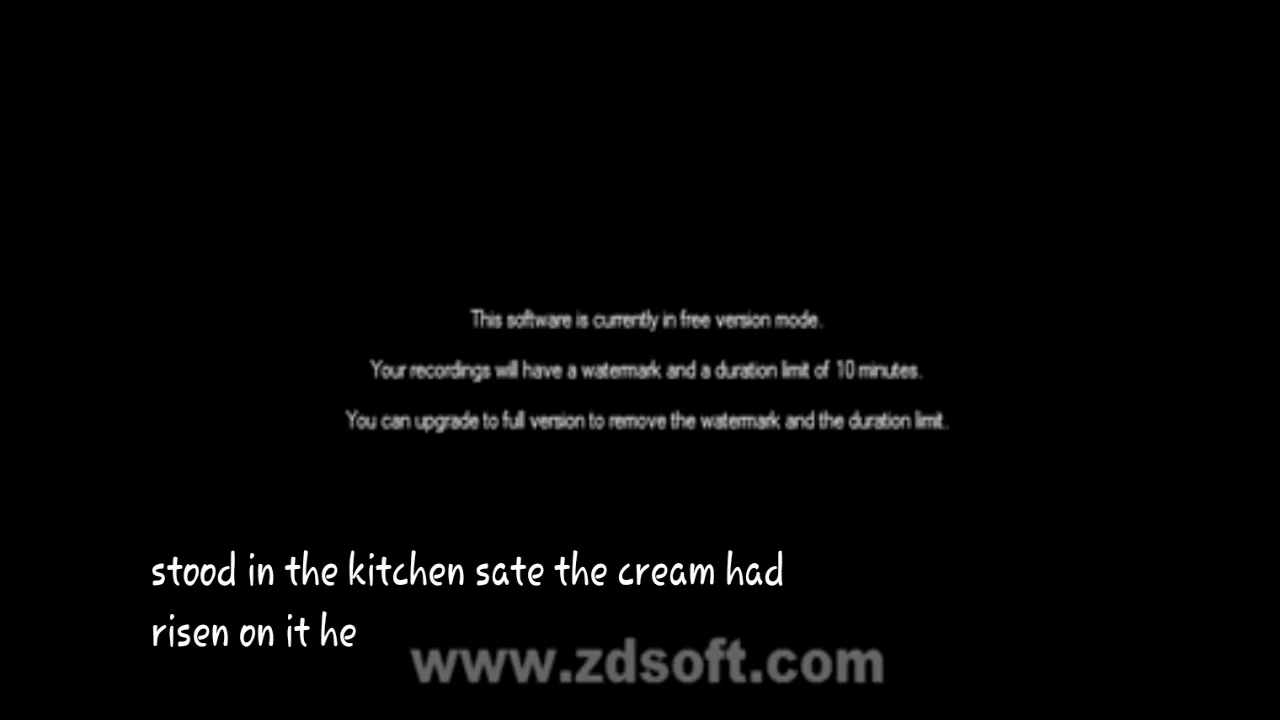 This software is currently in free version mode.
Your recordings will have a watermark and a duration limit of 10 minutes.
You can upgrade to full version to remove the watermark and the duration limit.
stood in the kitchen sate the cream had
risen on it he
www.zdsoft.com